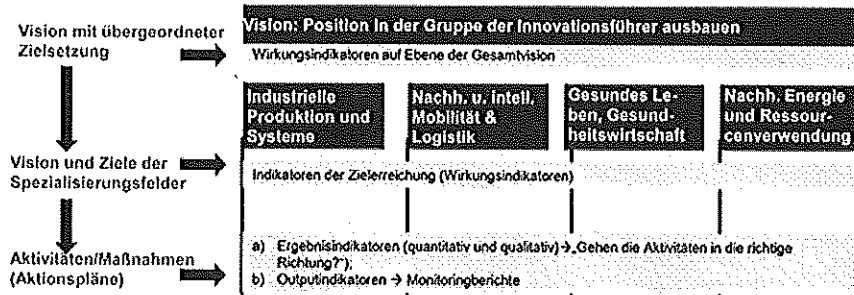 Vision mit übergeordneter
Zielsetzung
Vision: Position in der Gruppe der Innovationsführer ausbauen
Wirkungsindikatoren auf Ebene der Gesamtvision
Industrielle
Produktion und
Systeme
Nachh. u. intell.
Mobilität &
Logistik
Gesundes Le-
ben, Gesund-
heitswirtschaft
Nachh. Energie
und Ressour-
cenverwendung
Vision und Ziele der
Spezialisierungsfelder
Indikatoren der Zielerreichung (Wirkungsindikatoren)
Aktivitäten/Maßnahmen
(Aktionspläne)
a) Ergebnisindikatoren (quantitativ und qualitativ) → „Gehen die Aktivitäten in die richtige
Richtung?");
b) Outputindikatoren → Monitoringberichte